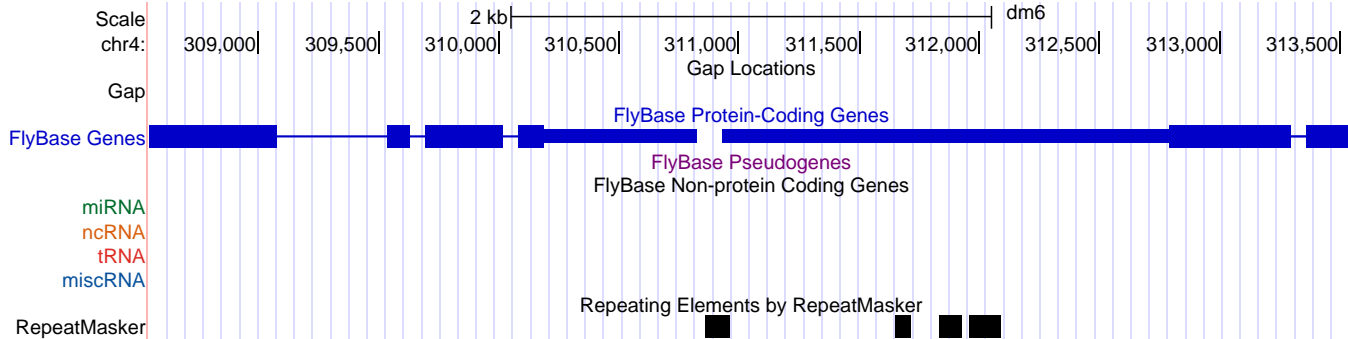 Scale 2 kb dm6
chr4: 309,000 309,500 310,000 310,500 311,000 311,500 312,000 312,500 313,000 313,500
Gap Locations
Gap
FlyBase Protein-Coding Genes
FlyBase Genes
FlyBase Pseudogenes
FlyBase Non-protein Coding Genes
miRNA
ncRNA
tRNA
miscRNA
Repeating Elements by RepeatMasker
RepeatMasker